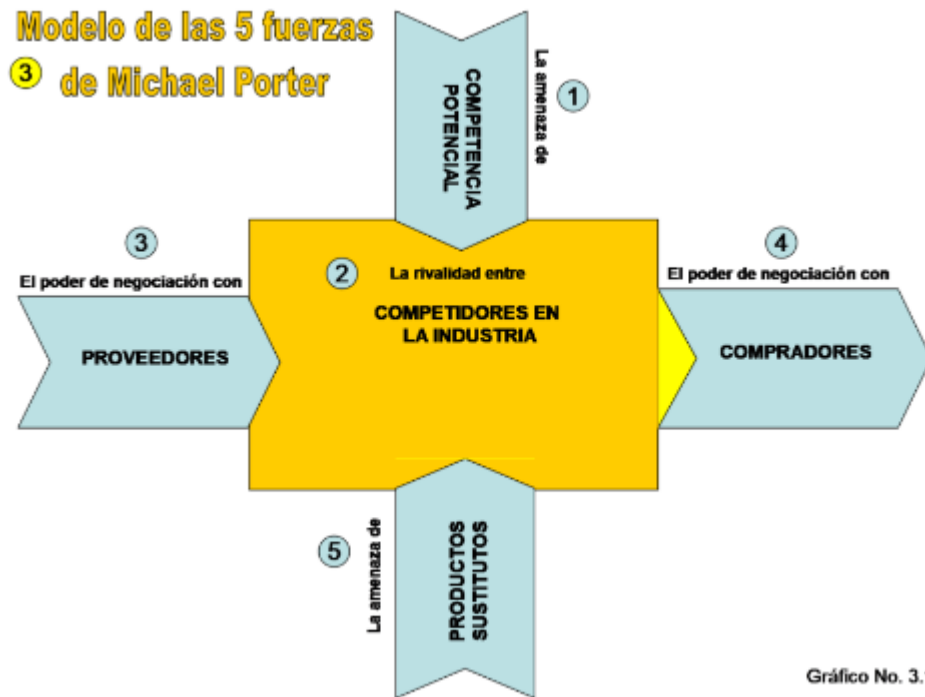 Modelo de las 5 fuerzas
3
de Michael Porter
COMPETENCIA
POTENCIAL
La amenaza de
1
3
El poder de negociación con
PROVEEDORES
2
La rivalidad entre
COMPETIDORES EN
LA INDUSTRIA
4
El poder de negociación con
COMPRADORES
5
La amenaza de
PRODUCTOS
SUSTITUTOS
Gráfico No. 3.